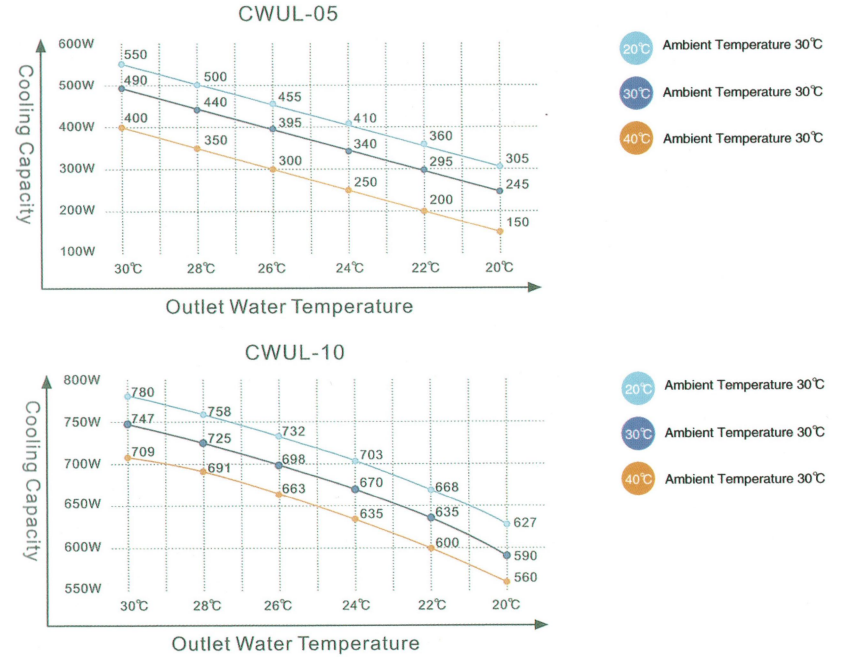 CWUL-05
600W
500W
400W
300W
200W
100W
Cooling Capacity
550 500 455 410 360 305
490 440 395 340 295 245
400 350 300 250 200 150
30℃ 28℃ 26℃ 24℃ 22℃ 20℃
Outlet Water Temperature
20℃ Ambient Temperature 30℃
30℃ Ambient Temperature 30℃
40℃ Ambient Temperature 30℃
CWUL-10
800W
750W
700W
650W
600W
550W
Cooling Capacity
780 758 732 703 668 627
747 725 698 670 635 590
709 691 663 635 600 560
30℃ 28℃ 26℃ 24℃ 22℃ 20℃
Outlet Water Temperature
20℃ Ambient Temperature 30℃
30℃ Ambient Temperature 30℃
40℃ Ambient Temperature 30℃